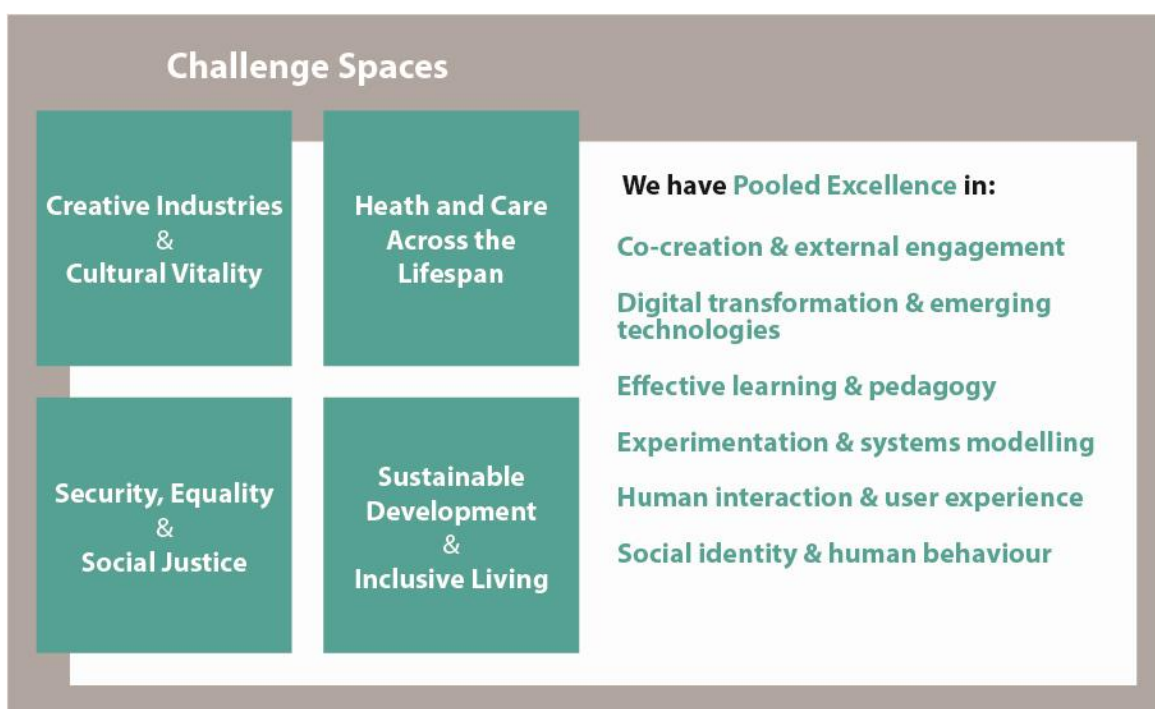 Challenge Spaces
Creative Industries
&
Cultural Vitality
Heath and Care
Across the
Lifespan
Security, Equality
&
Social Justice
Sustainable
Development
&
Inclusive Living
We have Pooled Excellence in:
Co-creation & external engagement
Digital transformation & emerging
technologies
Effective learning & pedagogy
Experimentation & systems modelling
Human interaction & user experience
Social identity & human behaviour